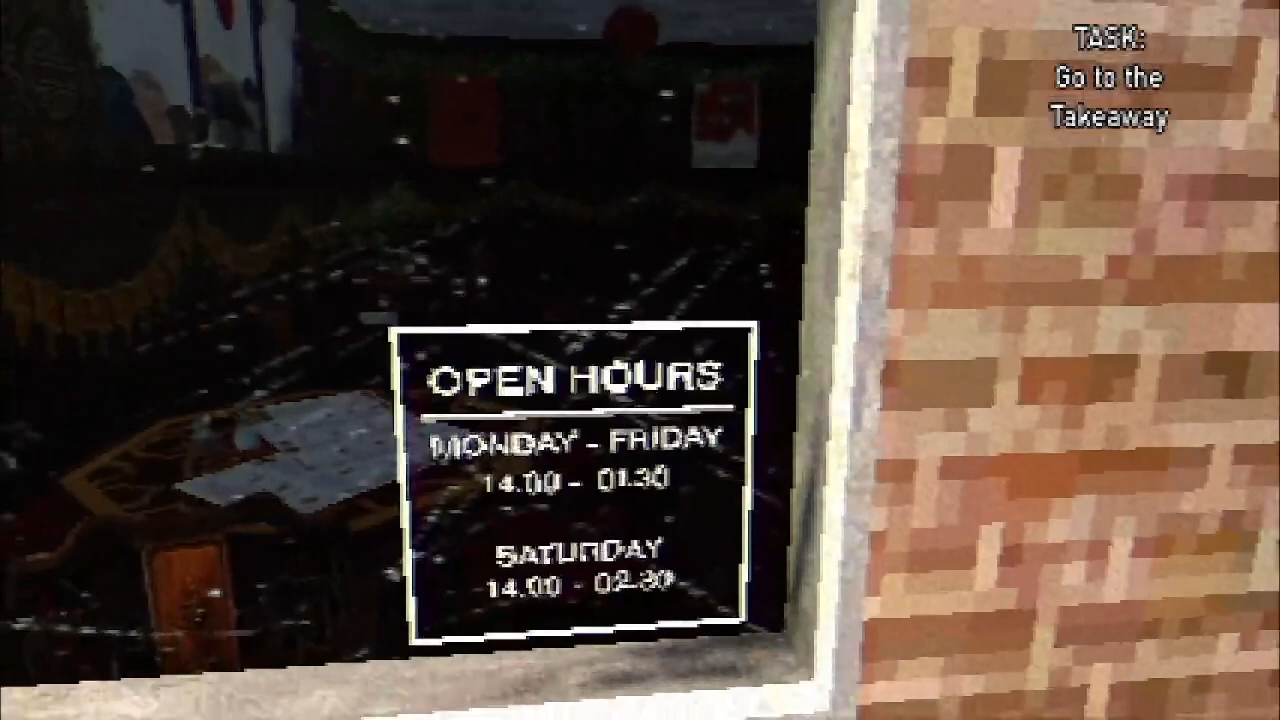 TASK:
Go to the
Takeaway
OPEN HOURS
MONDAY - FRIDAY
14.00 - 01.30
SATURDAY
14.00 - 02.30